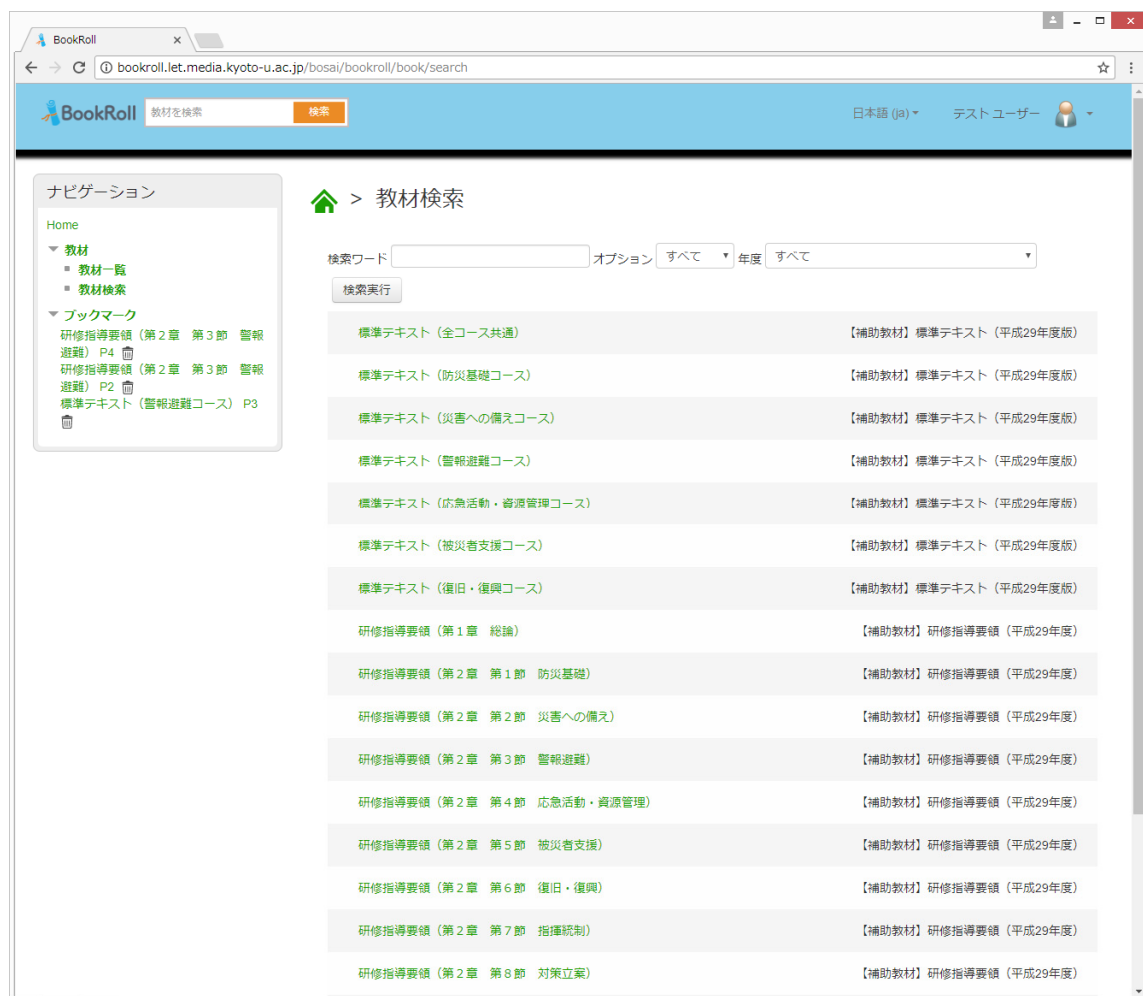 BookRoll
bookroll.let.media.kyoto-u.ac.jp/bosai/bookroll/book/search
BookRoll 教材を検索 検索 日本語 (ja) テスト ユーザー
ナビゲーション
Home
教材
教材一覧
教材検索
ブックマーク
研修指導要領（第２章　第３節　警報
避難） P4
研修指導要領（第２章　第３節　警報
避難） P2
標準テキスト（警報避難コース） P3
> 教材検索
検索ワード オプション すべて 年度 すべて
検索実行
標準テキスト（全コース共通） 【補助教材】標準テキスト（平成29年度版）
標準テキスト（防災基礎コース） 【補助教材】標準テキスト（平成29年度版）
標準テキスト（災害への備えコース） 【補助教材】標準テキスト（平成29年度版）
標準テキスト（警報避難コース） 【補助教材】標準テキスト（平成29年度版）
標準テキスト（応急活動・資源管理コース） 【補助教材】標準テキスト（平成29年度版）
標準テキスト（被災者支援コース） 【補助教材】標準テキスト（平成29年度版）
標準テキスト（復旧・復興コース） 【補助教材】標準テキスト（平成29年度版）
研修指導要領（第１章　総論） 【補助教材】研修指導要領（平成29年度）
研修指導要領（第２章　第１節　防災基礎） 【補助教材】研修指導要領（平成29年度）
研修指導要領（第２章　第２節　災害への備え） 【補助教材】研修指導要領（平成29年度）
研修指導要領（第２章　第３節　警報避難） 【補助教材】研修指導要領（平成29年度）
研修指導要領（第２章　第４節　応急活動・資源管理） 【補助教材】研修指導要領（平成29年度）
研修指導要領（第２章　第５節　被災者支援） 【補助教材】研修指導要領（平成29年度）
研修指導要領（第２章　第６節　復旧・復興） 【補助教材】研修指導要領（平成29年度）
研修指導要領（第２章　第７節　指揮統制） 【補助教材】研修指導要領（平成29年度）
研修指導要領（第２章　第８節　対策立案） 【補助教材】研修指導要領（平成29年度）